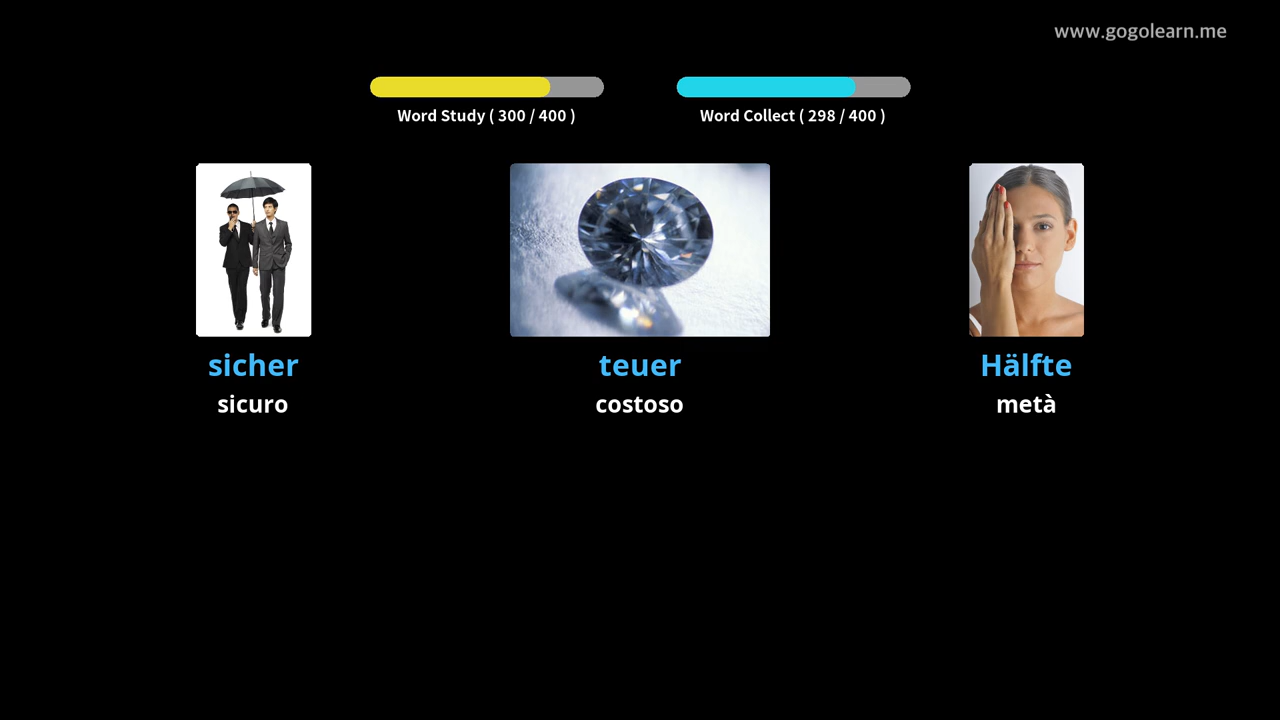 www.gogolearn.me
Word Study ( 300 / 400 )
Word Collect ( 298 / 400 )
sicher
sicuro
teuer
costoso
Hälfte
metà